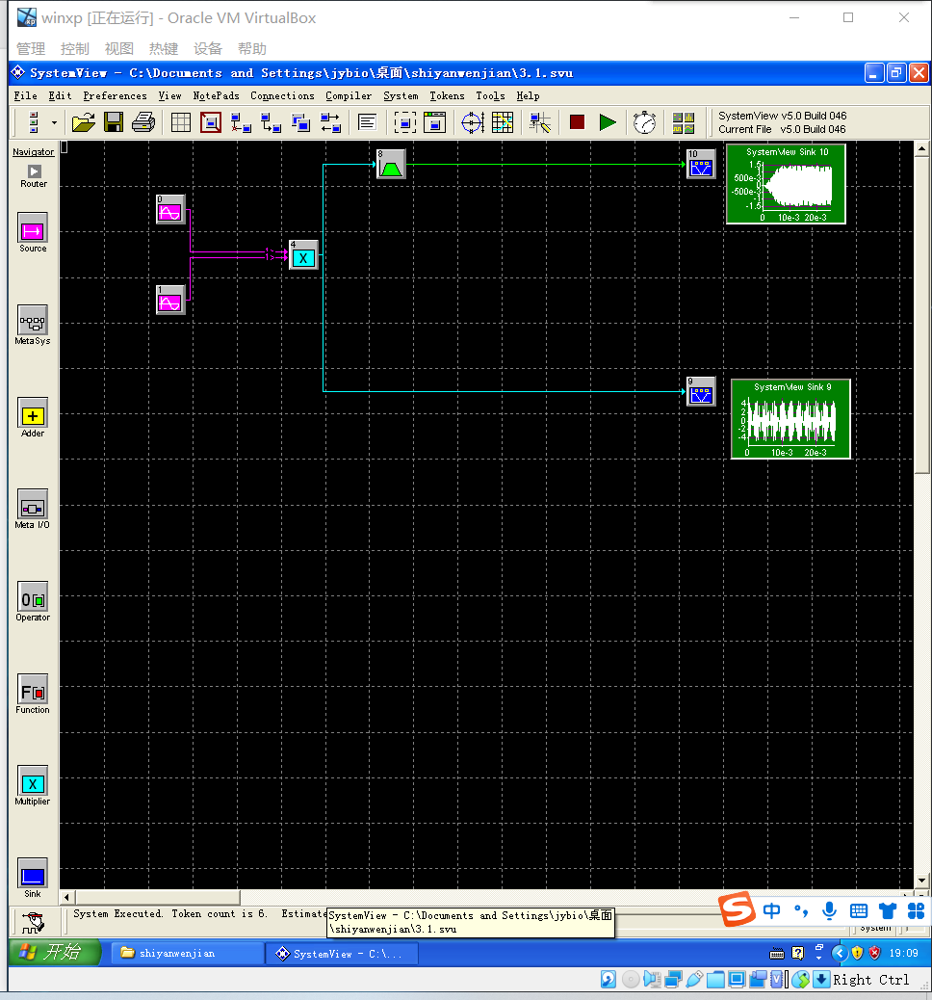 winxp [正在运行] - Oracle VM VirtualBox
管理 控制 视图 热键 设备 帮助
SystemView - C:\Documents and Settings\jybio\桌面\shiyanwenjian\3.1.svu
File Edit Preferences View NotePads Connections Compiler System Tokens Tools Help
SystemView v5.0 Build 046
Current File v5.0 Build 046
Navigator
Router
Source
MetaSys
Adder
Meta I/O
Operator
Function
Multiplier
Sink
0
1
4
X
1
1
8
10
SystemView Sink 10
1.5
500e-3
-500e-3
-1
-1.5
0 10e-3 20e-3
9
SystemView Sink 9
4
2
0
-2
-4
0 10e-3 20e-3
System Executed. Token count is 6. Estimate
SystemView - C:\Documents and Settings\jybio\桌面
\shiyanwenjian\3.1.svu
中
System
开始 shiyanwenjian SystemView - C:\... 19:09
Right Ctrl